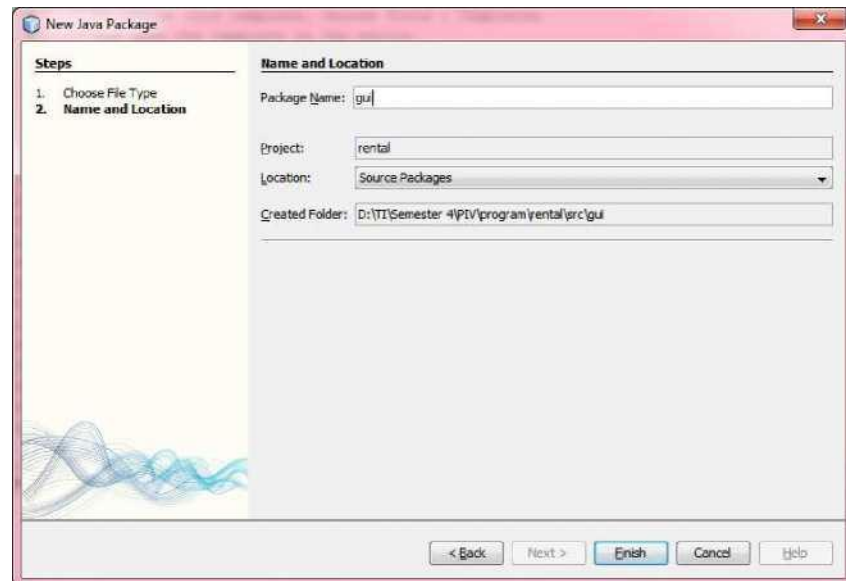 New Java Package
Steps
1. Choose File Type
2. Name and Location
Name and Location
Package Name: gui
Project: rental
Location: Source Packages
Created Folder: D:\TI\Semester 4\PIV\program\rental\src\gui
< Back Next > Finish Cancel Help